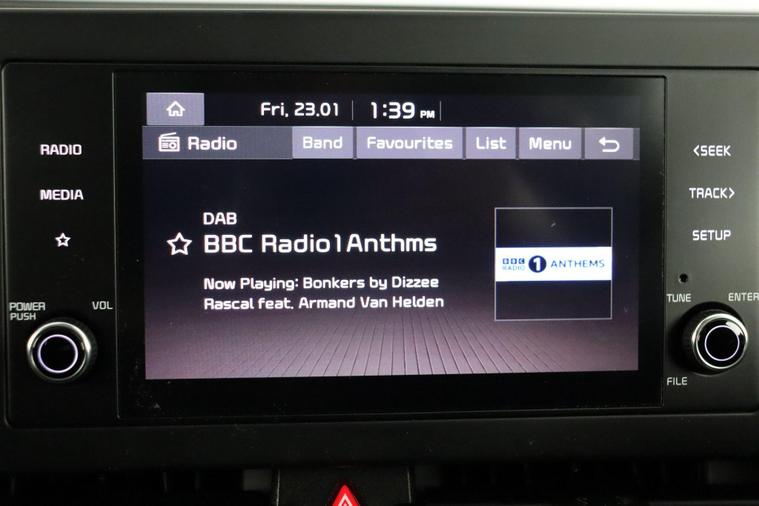 Fri, 23.01 1:39 PM
Radio Band Favourites List Menu
RADIO
MEDIA
<SEEK
TRACK>
SETUP
DAB
BBC Radio1Anthms
Now Playing: Bonkers by Dizzee
Rascal feat. Armand Van Helden
BBC
RADIO 1 ANTHEMS
POWER VOL
PUSH
TUNE ENTER
FILE